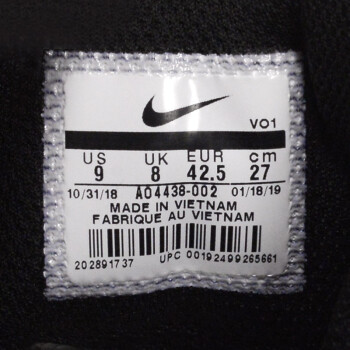 VO1
US UK EUR cm
9 8 42.5 27
10/31/18 AO4438-002 01/18/19
MADE IN VIETNAM
FABRIQUE AU VIETNAM
202891737 UPC 00192499265661